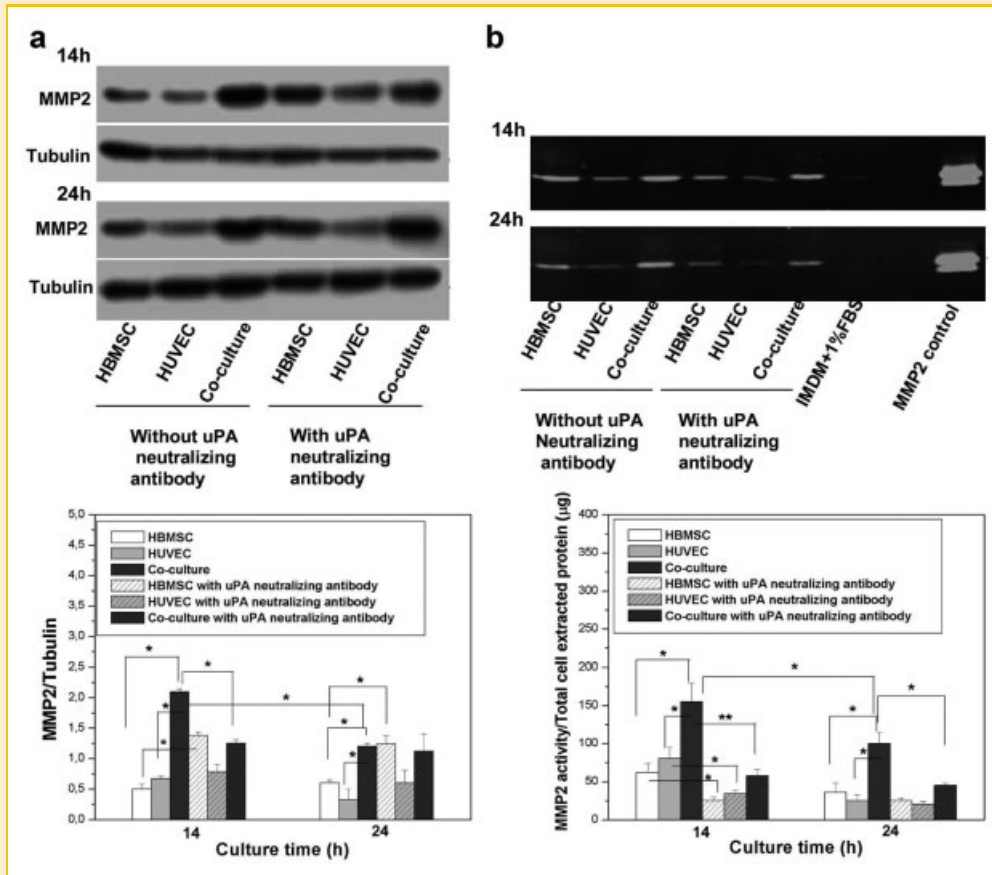 a
14h
MMP2
Tubulin
24h
MMP2
Tubulin
HBMSC
HUVEC
Co-culture
HBMSC
HUVEC
Co-culture
Without uPA
neutralizing
antibody
With uPA
neutralizing
antibody
b
14h
24h
HBMSC
HUVEC
Co-culture
HBMSC
HUVEC
Co-culture
IMDM+1%FBS
MMP2 control
Without uPA
Neutralizing
antibody
With uPA
neutralizing
antibody
MMP2/Tubulin
5,0
4,5
4,0
3,5
3,0
2,5
2,0
1,5
1,0
0,5
0,0
HBMSC
HUVEC
Co-culture
HBMSC with uPA neutralizing antibody
HUVEC with uPA neutralizing antibody
Co-culture with uPA neutralizing antibody
*
*
*
*
*
*
*
*
14
24
Culture time (h)
MMP2 activity/Total cell extracted protein (µg)
400
350
300
250
200
150
100
50
0
HBMSC
HUVEC
Co-culture
HBMSC with uPA neutralizing antibody
HUVEC with uPA neutralizing antibody
Co-culture with uPA neutralizing antibody
*
*
**
*
*
*
*
*
*
14
24
Culture time (h)